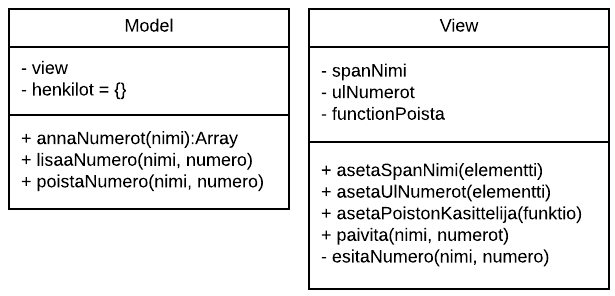 Model
- view
- henkilot = {}
+ annaNumerot(nimi):Array
+ lisaaNumero(nimi, numero)
+ poistaNumero(nimi, numero)
View
- spanNimi
- ulNumerot
- functionPoista
+ asetaSpanNimi(elementti)
+ asetaUlNumerot(elementti)
+ asetaPoistonKasittelija(funktio)
+ paivita(nimi, numerot)
- esitaNumero(nimi, numero)